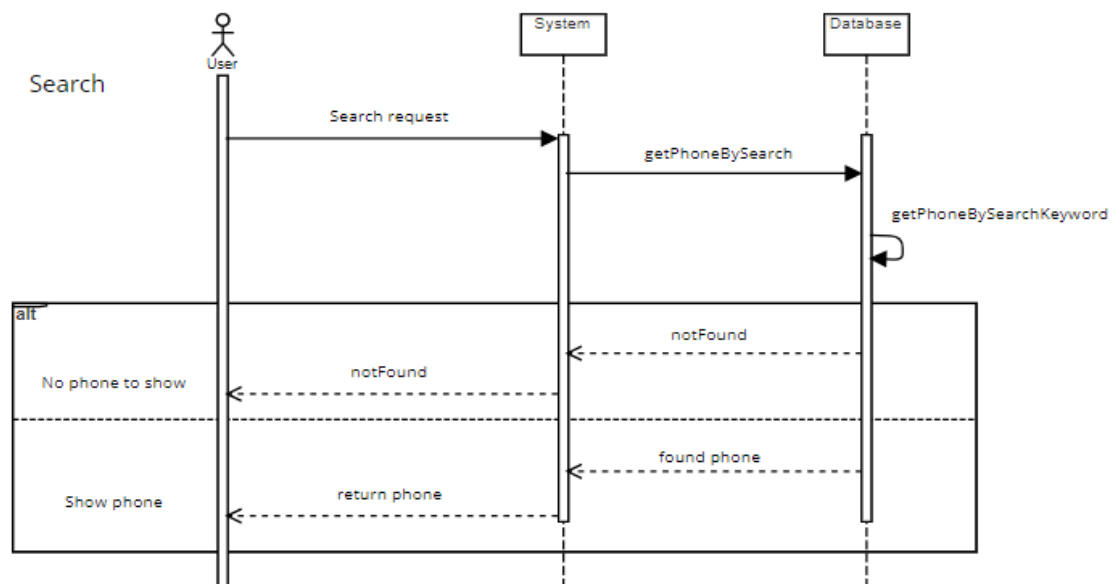 System
Database
User
Search
Search request
getPhoneBySearch
getPhoneBySearchKeyword
alt
notFound
notFound
No phone to show
found phone
return phone
Show phone